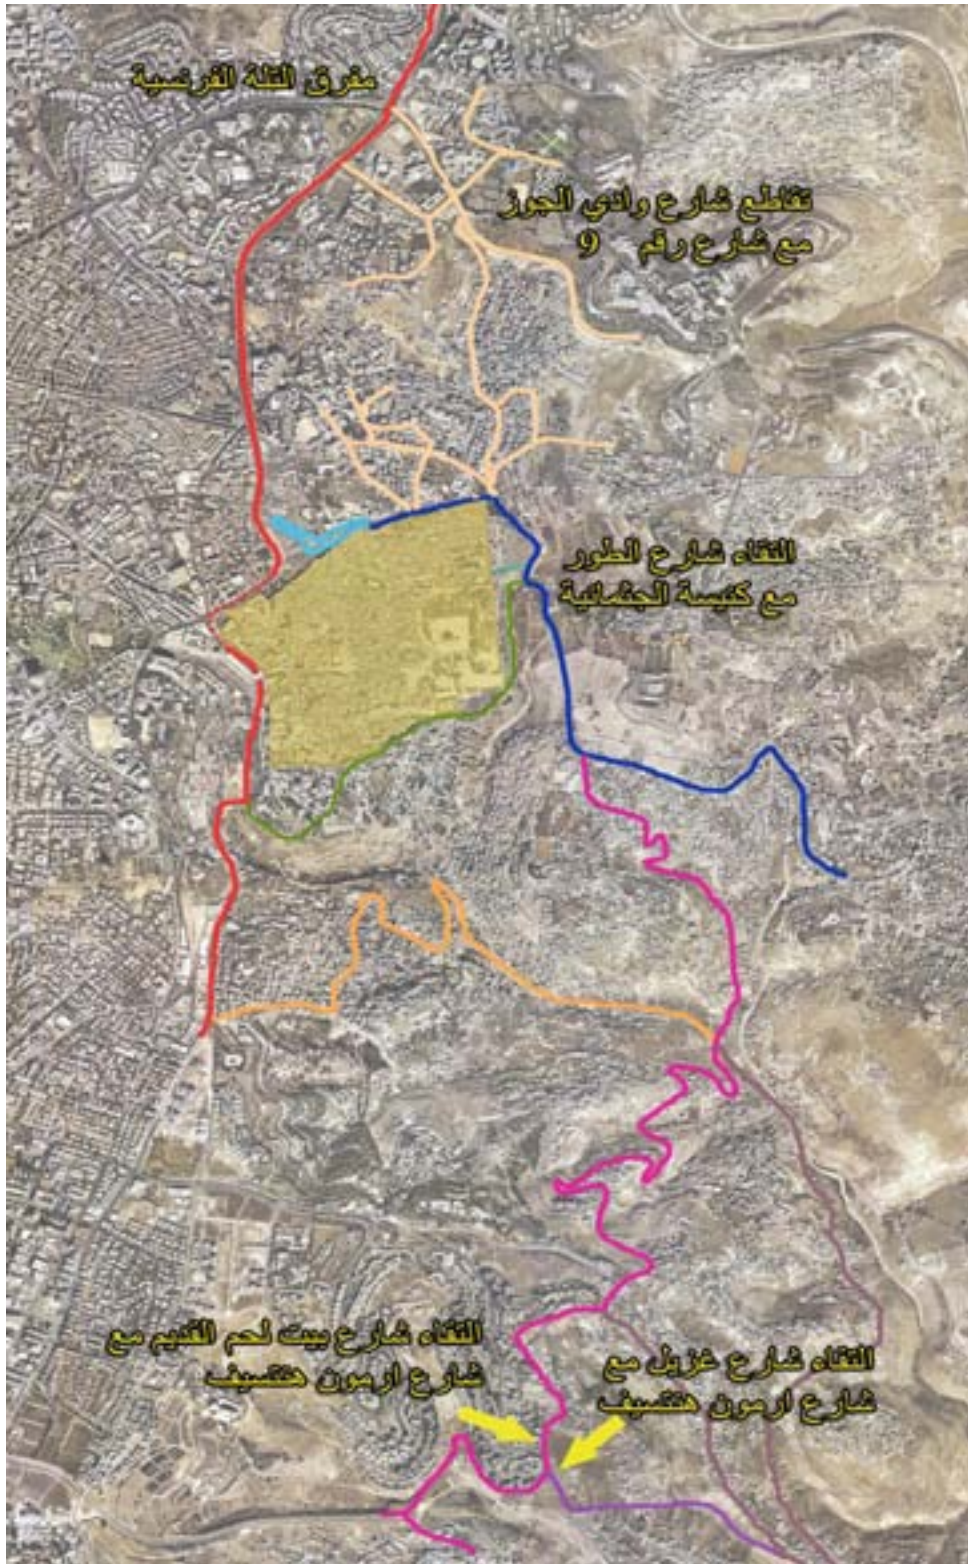 مفرق التلة الفرنسية
تقاطع شارع وادي الجوز
مع شارع رقم 9
التقاء شارع الطور
مع كنيسة الجثمانية
التقاء شارع بيت لحم القديم مع
شارع ارمون هنتسيف
التقاء شارع غزيل مع
شارع ارمون هنتسيف